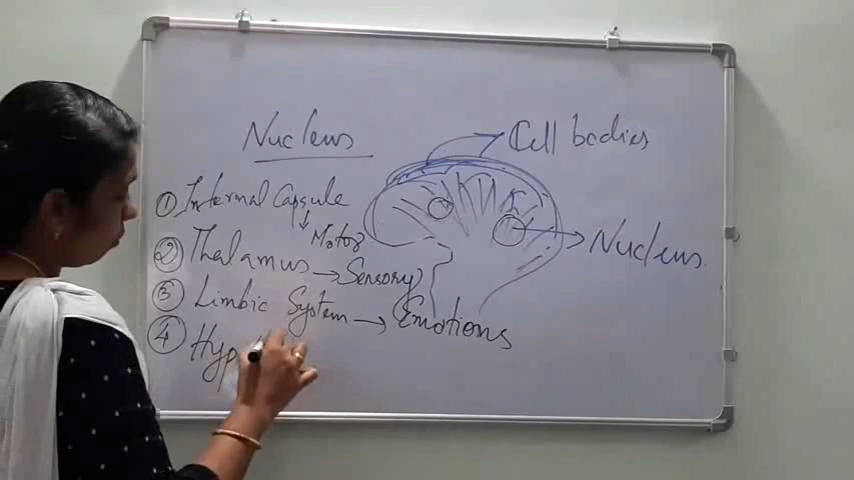 Nucleus
Cell bodies
① Internal Capsule
Motor
② Thalamus → Sensory
Nucleus
③ Limbic System → Emotions
④ Hyp